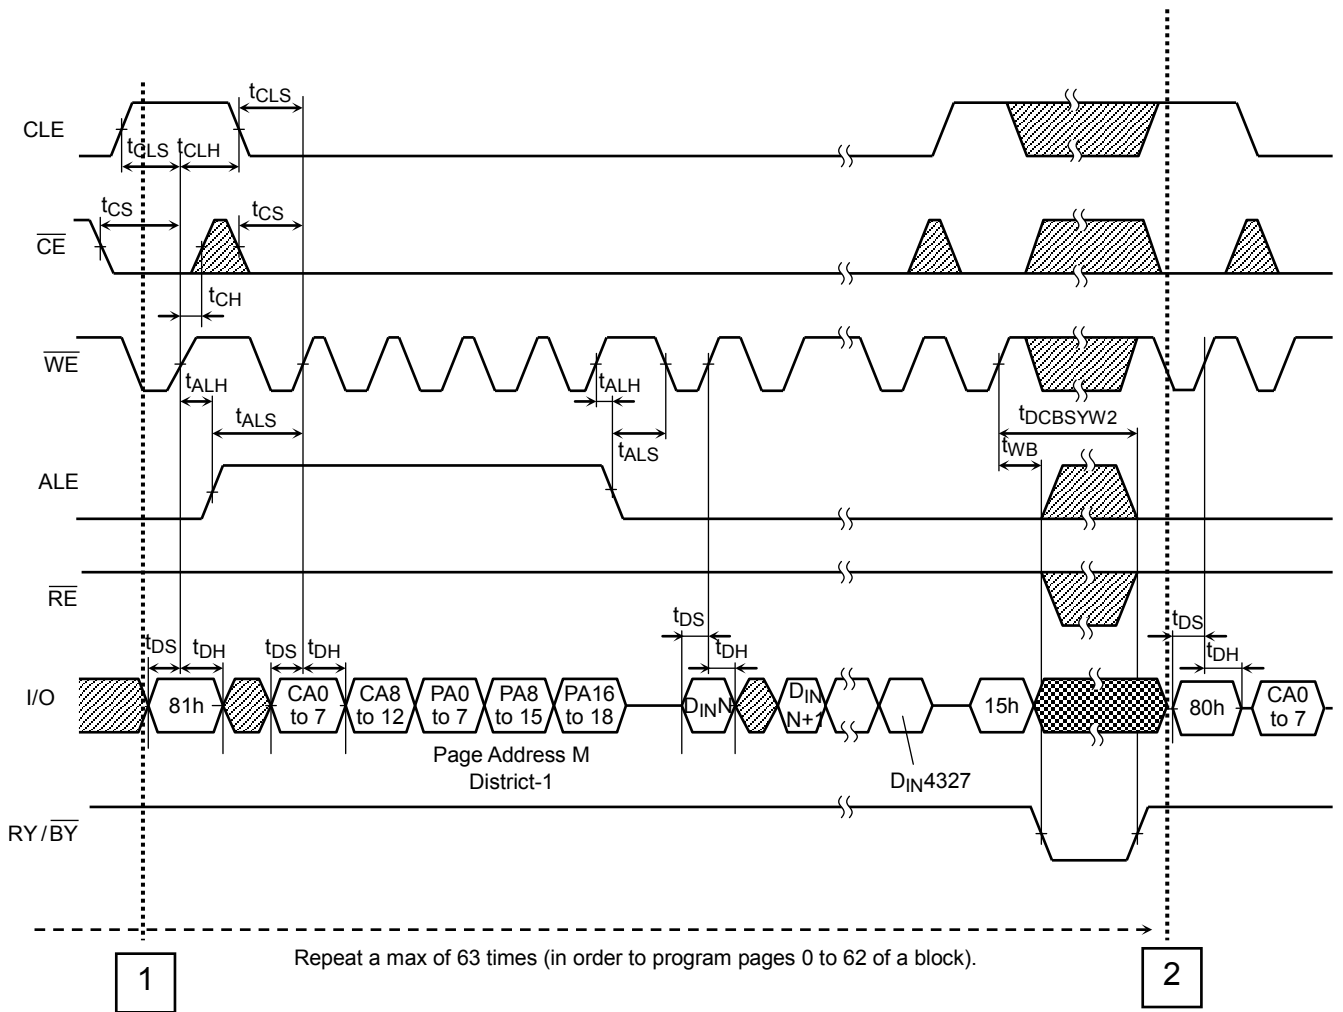 tCLS
CLE
tCLS tCLH
tCS tCS
CE
tCH
WE
tALH tALH
tALS tDCBSYW2
tALS tWB
ALE
RE
tDS tDH tDS tDH tDS tDH tDS tDH
I/O 81h CA0 to 7 CA8 to 12 PA0 to 7 PA8 to 15 PA16 to 18 DINN DIN N+1 15h 80h CA0 to 7
Page Address M
District-1
DIN4327
RY/BY
Repeat a max of 63 times (in order to program pages 0 to 62 of a block).
1 2